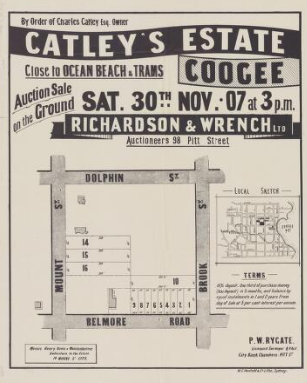 By Order of Charles Catley Esq. Owner
CATLEY'S ESTATE
Close to OCEAN BEACH & TRAMS
COOGEE
Auction Sale
on the Ground
SAT. 30TH NOV. 07 at 3 p.m.
RICHARDSON & WRENCH LTD
Auctioneers 98 Pitt Street
DOLPHIN ST.
MOUNT ST
BROOK ST.
14
15
16
10
9 8 7 6 5 4 3 2 1
BELMORE ROAD
LOCAL SKETCH
TERMS
P. W. RYGATE.
Licensed Surveyor
City Bank Chambers